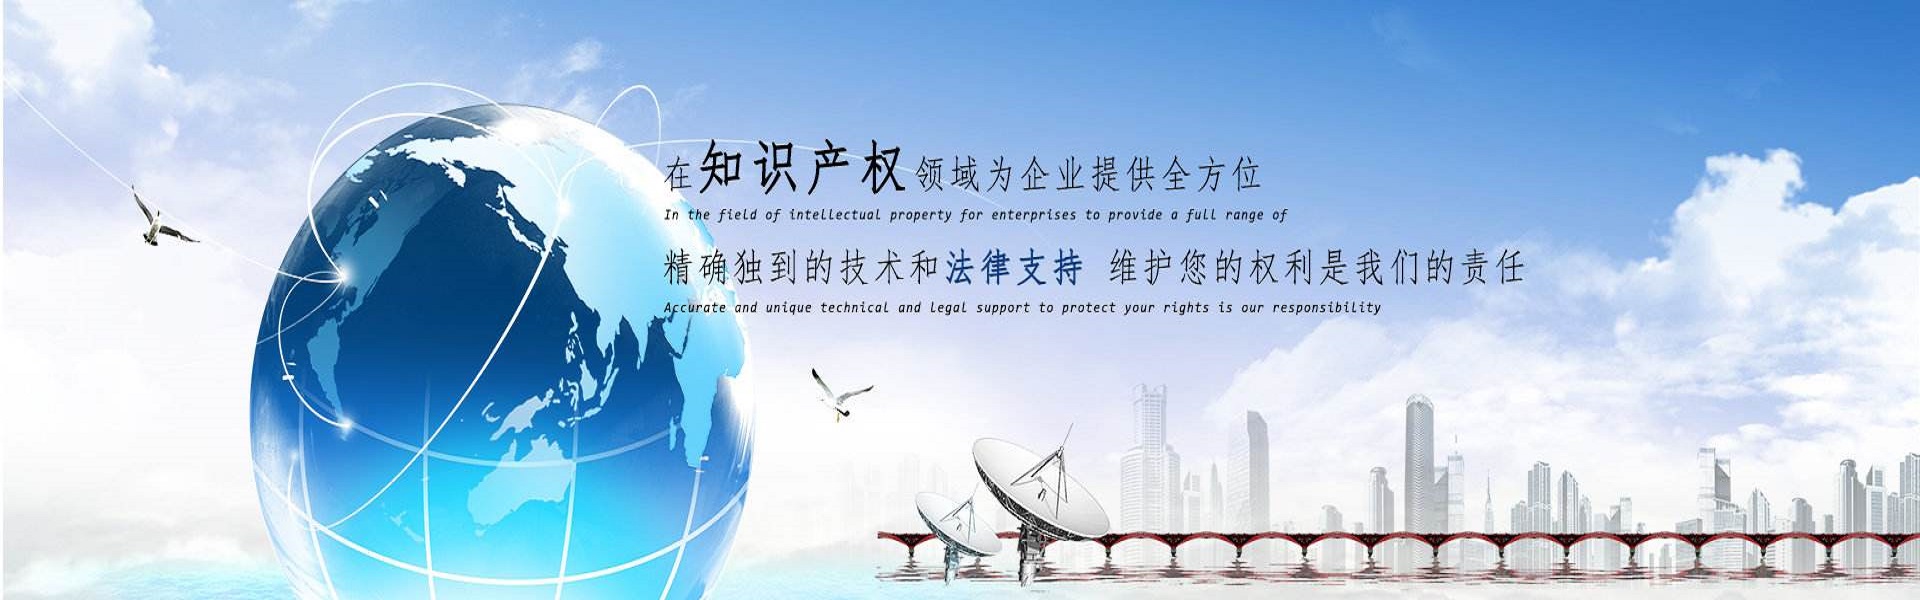 在知识产权领域为企业提供全方位
In the field of intellectual property for enterprises to provide a full range of
精确独到的技术和法律支持 维护您的权利是我们的责任
Accurate and unique technical and legal support to protect your rights is our responsibility